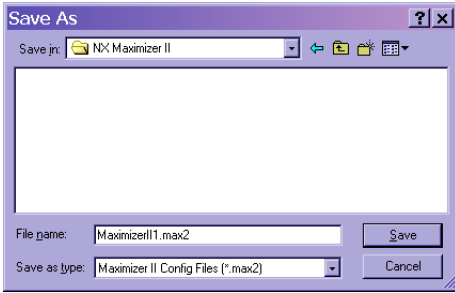 Save As
Save in: NX Maximizer II
File name: MaximizerII1.max2 Save
Save as type: Maximizer II Config Files (*.max2) Cancel